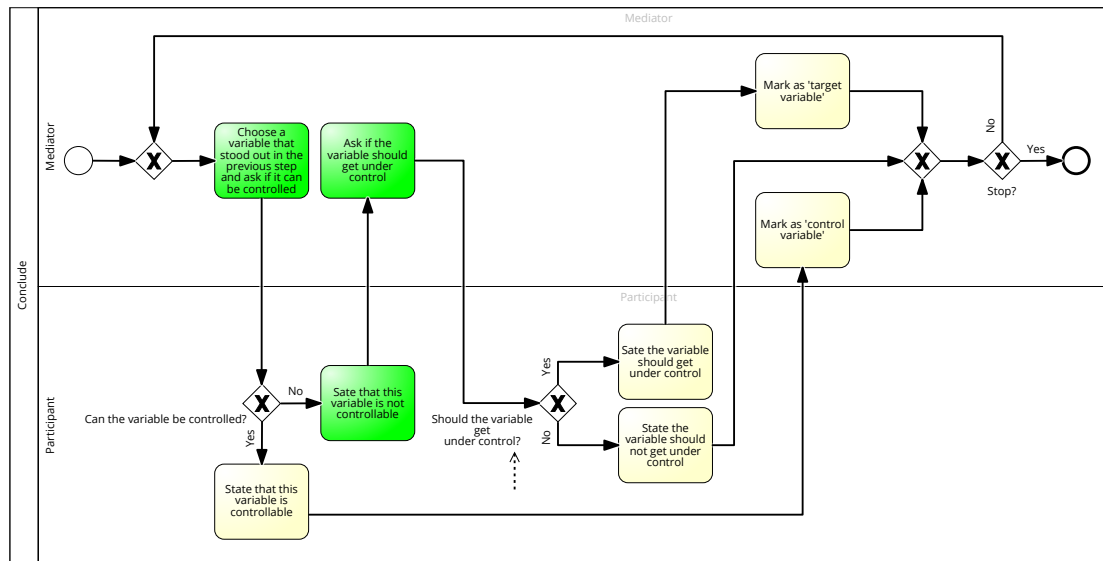 Mediator
Conclude
Mediator
Choose a
variable that
stood out in the
previous step
and ask if it can
be controlled
Ask if the
variable should
get under
control
Mark as 'target
variable'
Mark as 'control
variable'
No
Yes
Stop?
Participant
Participant
Can the variable be controlled?
No
Yes
Sate that this
variable is not
controllable
State that this
variable is
controllable
Should the variable
get
under control?
Yes
No
Sate the variable
should get
under control
State the
variable should
not get under
control